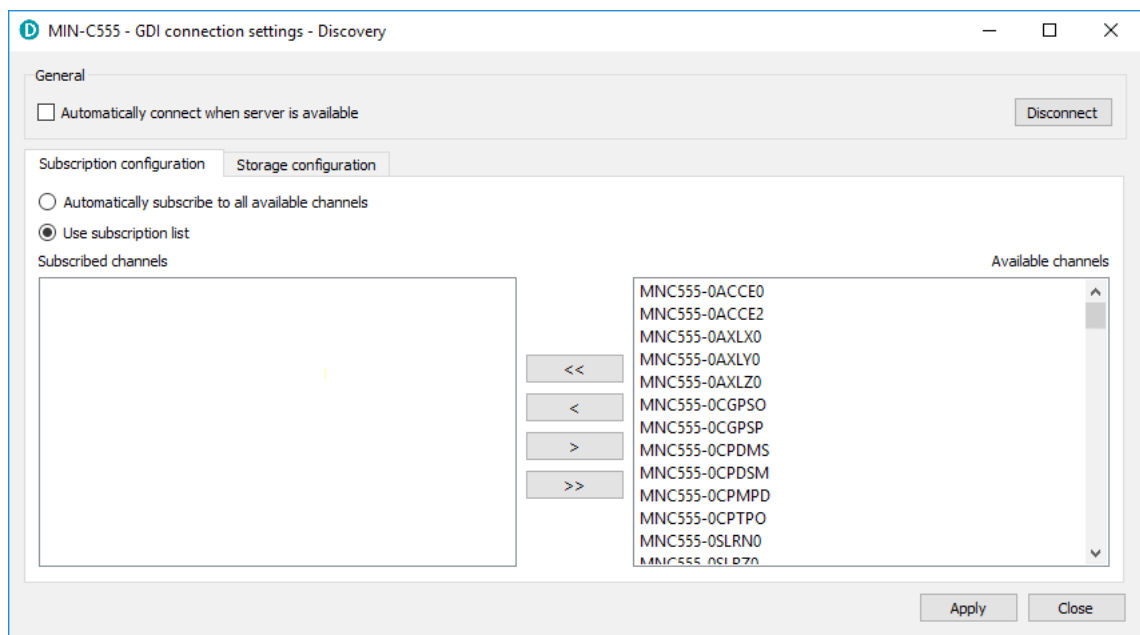 MIN-C555 - GDI connection settings - Discovery
General
Automatically connect when server is available
Disconnect
Subscription configuration
Storage configuration
Automatically subscribe to all available channels
Use subscription list
Subscribed channels
Available channels
MNC555-0ACCE0
MNC555-0ACCE2
MNC555-0AXLX0
MNC555-0AXLY0
MNC555-0AXLZ0
MNC555-0CGPSO
MNC555-0CGPSP
MNC555-0CPDMS
MNC555-0CPDSM
MNC555-0CPMPD
MNC555-0CPTPO
MNC555-0SLRN0
MNC555-0SLRZ0
<<
<
>
>>
Apply
Close